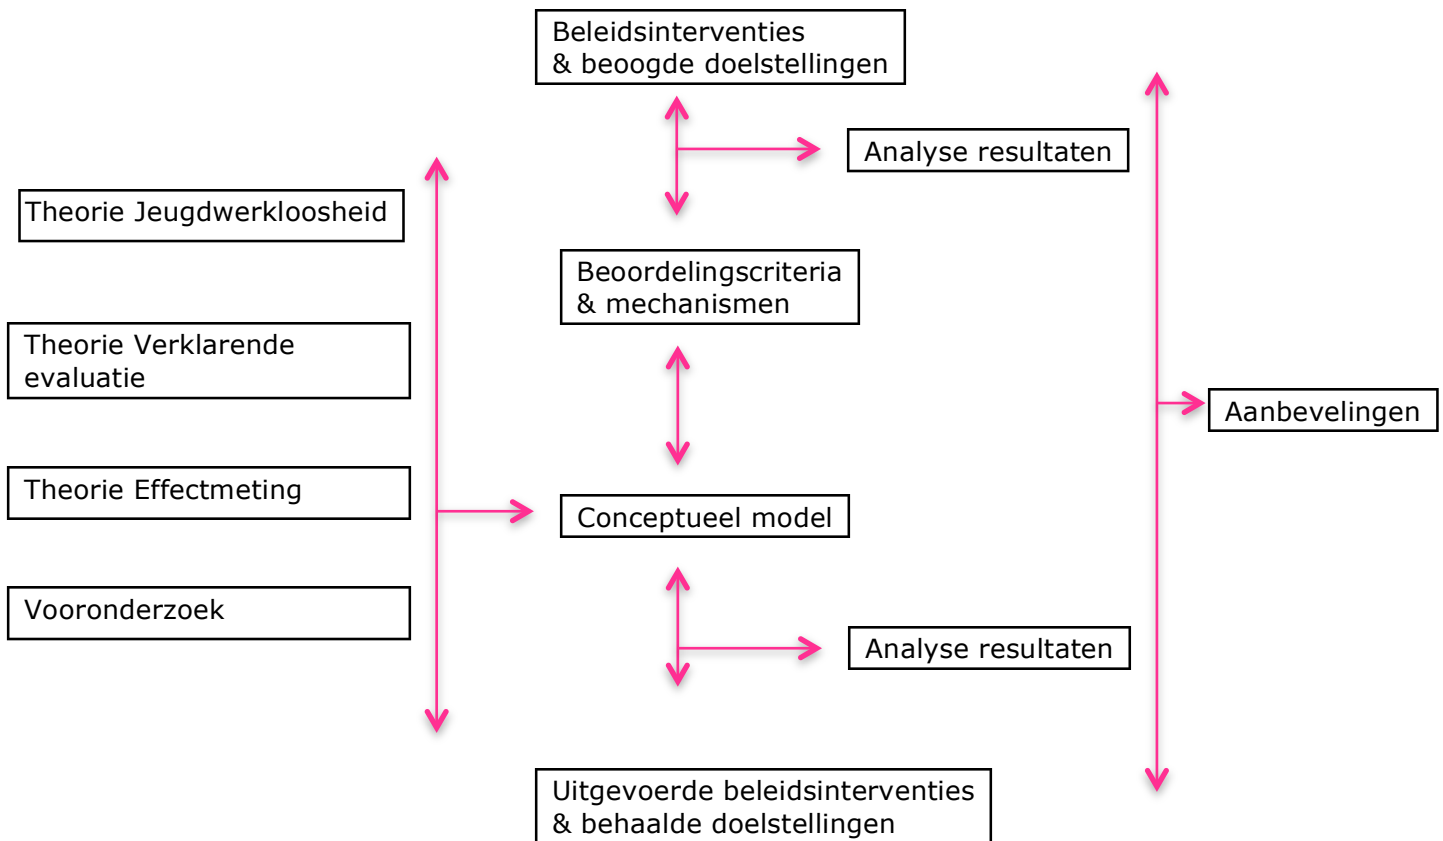 Beleidsinterventies
& beoogde doelstellingen
Analyse resultaten
Theorie Jeugdwerkloosheid
Beoordelingscriteria
& mechanismen
Theorie Verklarende
evaluatie
Aanbevelingen
Theorie Effectmeting
Conceptueel model
Vooronderzoek
Analyse resultaten
Uitgevoerde beleidsinterventies
& behaalde doelstellingen